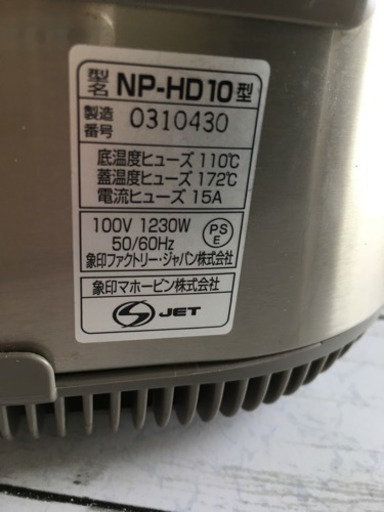 型名 NP-HD10型
製造番号 0310430
底温度ヒューズ 110℃
蓋温度ヒューズ 172℃
電流ヒューズ 15A
100V 1230W
50/60Hz
PSE
象印ファクトリー・ジャパン株式会社
象印マホービン株式会社
S JET